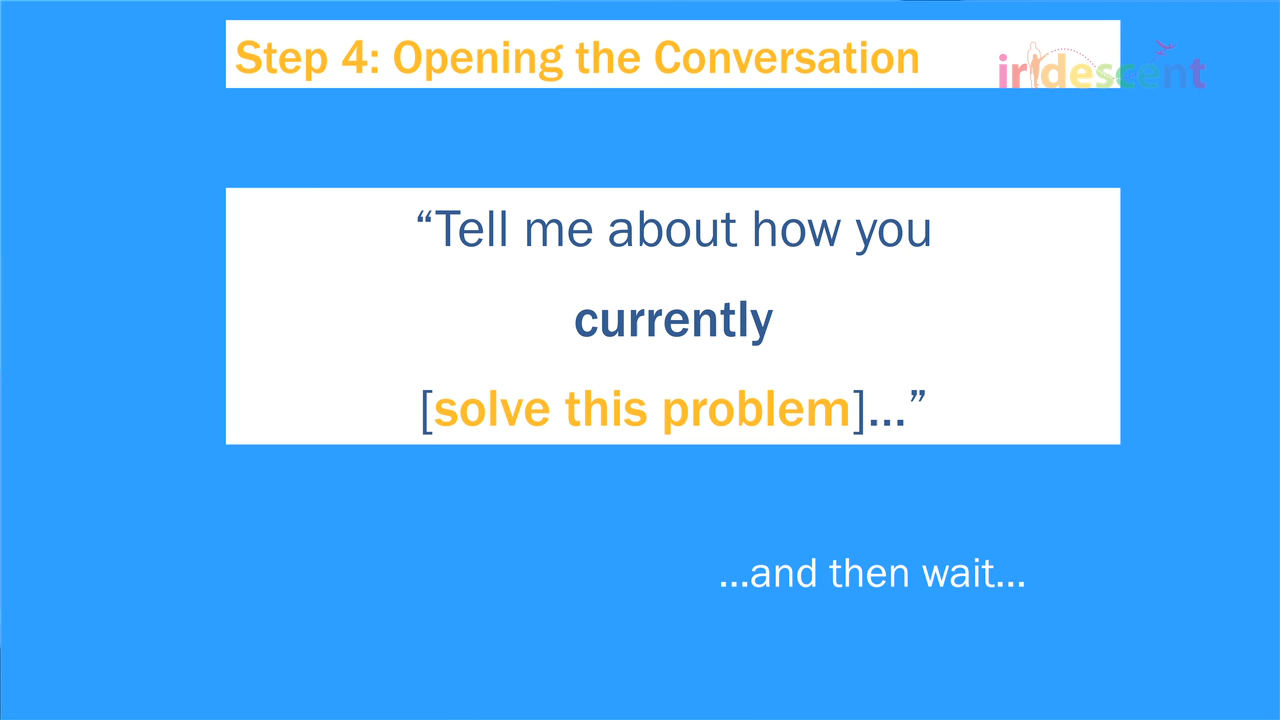 Step 4: Opening the Conversation
iridescent
“Tell me about how you
currently
[solve this problem]...”
...and then wait...